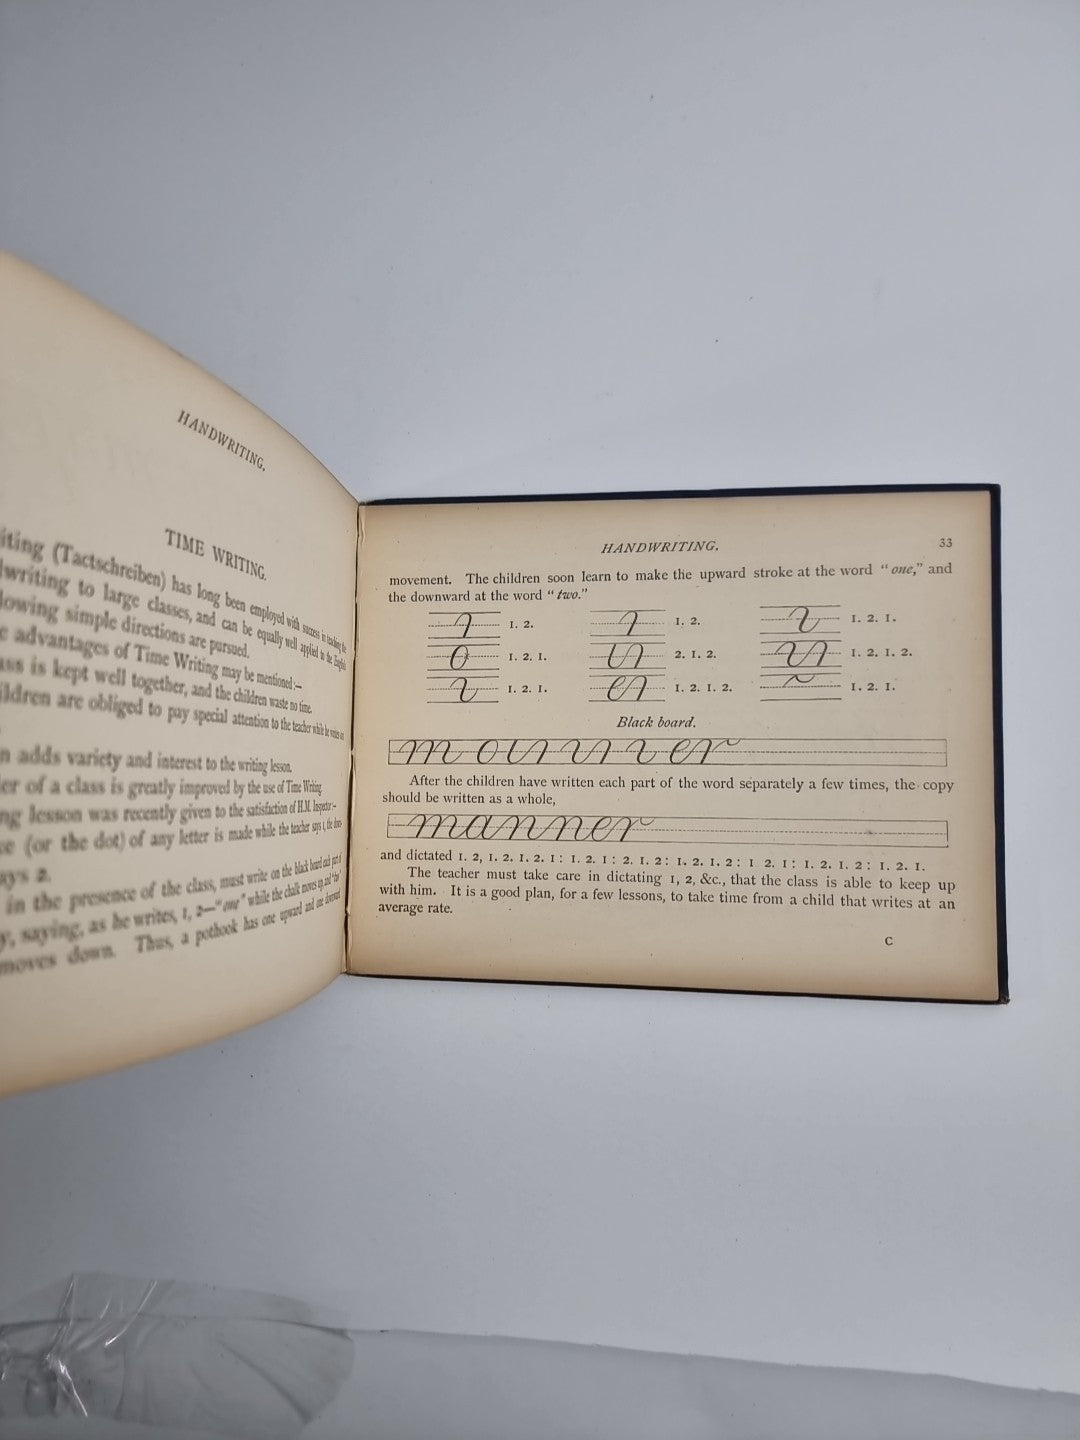 HANDWRITING.
TIME WRITING.
iting (Tactschreiben) has long been employed with success in teaching the
dwriting to large classes, and can be equally well applied in the English
lowing simple directions are pursued.
e advantages of Time Writing may be mentioned:—
ass is kept well together, and the children waste no time.
ildren are obliged to pay special attention to the teacher while he writes on
n adds variety and interest to the writing lesson.
der of a class is greatly improved by the use of Time Writing.
ng lesson was recently given to the satisfaction of H.M. Inspector:—
ce (or the dot) of any letter is made while the teacher says 1, the down-
ays 2.
in the presence of the class, must write on the black board each part of
y, saying, as he writes, 1, 2—"one" while the chalk moves up, and "two"
moves down. Thus, a pothook has one upward and one downward
HANDWRITING. 33
movement. The children soon learn to make the upward stroke at the word "one," and
the downward at the word "two."
1. 2. 1. 2. 1. 2. 1.
1. 2. 1. 2. 1. 2. 1. 2. 1. 2.
1. 2. 1. 1. 2. 1. 2. 1. 2. 1.
Black board.
After the children have written each part of the word separately a few times, the copy
should be written as a whole,
manner
and dictated 1. 2, 1. 2. 1. 2. 1 : 1. 2. 1 : 2. 1. 2 : 1. 2. 1. 2 : 1 2. 1 : 1. 2. 1. 2 : 1. 2. 1.
The teacher must take care in dictating 1, 2, &c., that the class is able to keep up
with him. It is a good plan, for a few lessons, to take time from a child that writes at an
average rate.
C